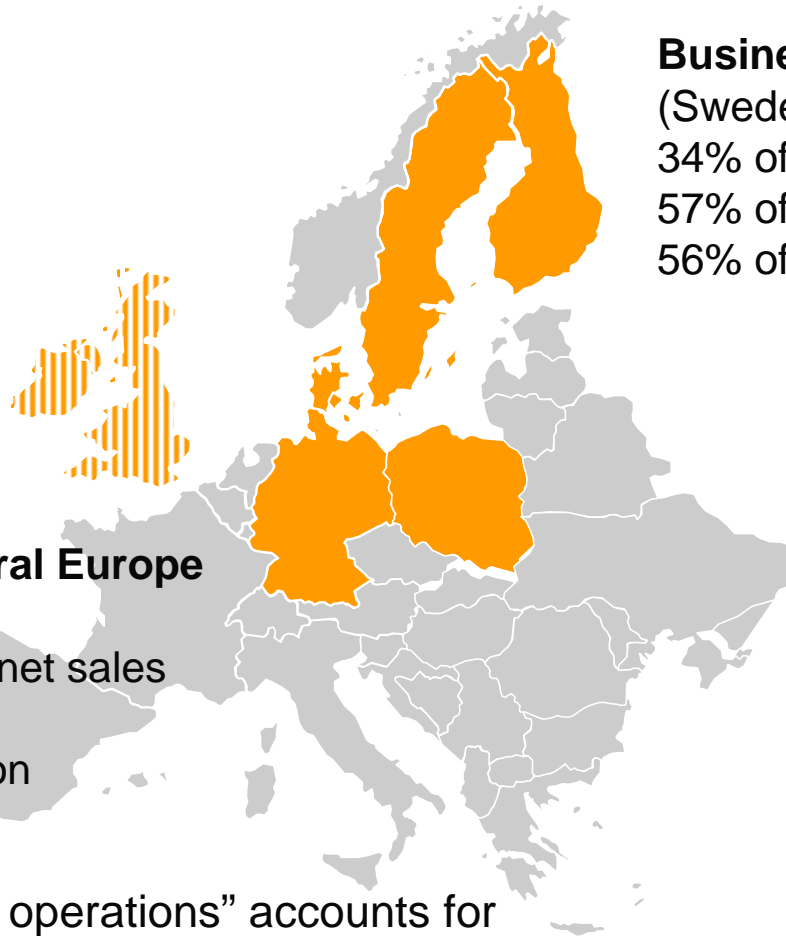 Busine
(Swede
34% of
57% of
56% of
ral Europe
net sales
on
operations” accounts for